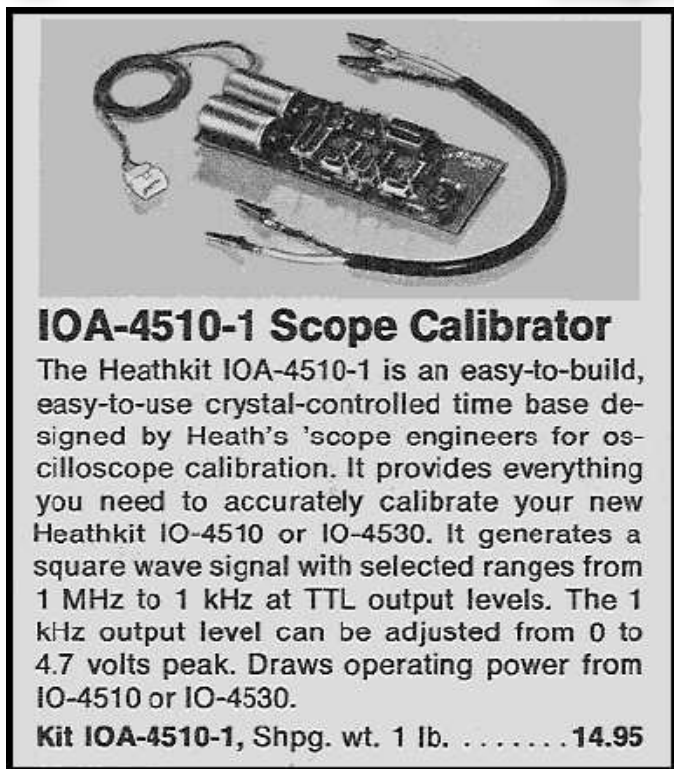 IOA-4510-1 Scope Calibrator
The Heathkit IOA-4510-1 is an easy-to-build,
easy-to-use crystal-controlled time base de-
signed by Heath's 'scope engineers for os-
cilloscope calibration. It provides everything
you need to accurately calibrate your new
Heathkit IO-4510 or IO-4530. It generates a
square wave signal with selected ranges from
1 MHz to 1 kHz at TTL output levels. The 1
kHz output level can be adjusted from 0 to
4.7 volts peak. Draws operating power from
IO-4510 or IO-4530.
Kit IOA-4510-1, Shpg. wt. 1 lb. ........14.95